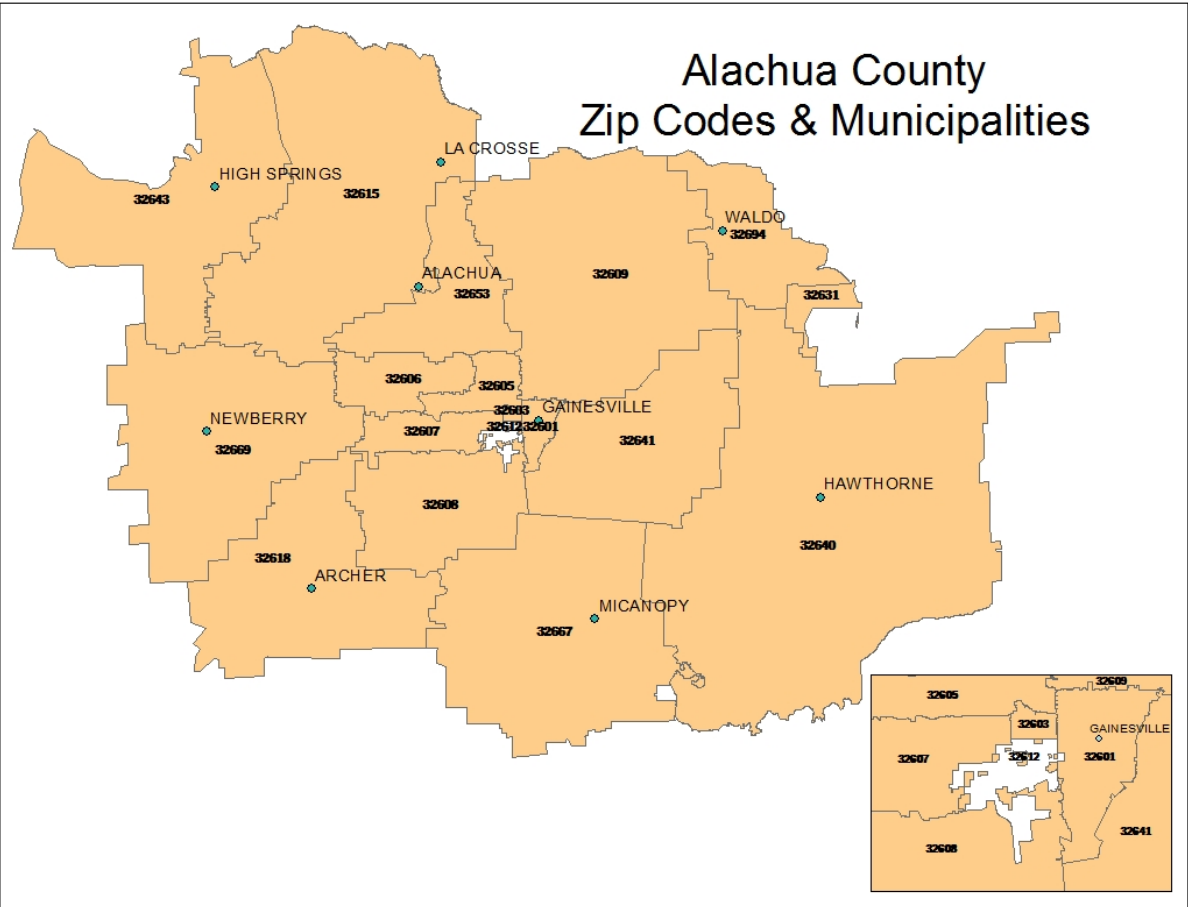 Alachua County
Zip Codes & Municipalities
LA CROSSE
HIGH SPRINGS
32643
32615
WALDO
32694
ALACHUA
32609
32653
32631
32606
32605
32603
GAINESVILLE
NEWBERRY
32607
32612
32601
32669
32641
HAWTHORNE
32608
32640
32618
ARCHER
MICANOPY
32667
32609
32605
32603
GAINESVILLE
32607
32612
32601
32641
32608